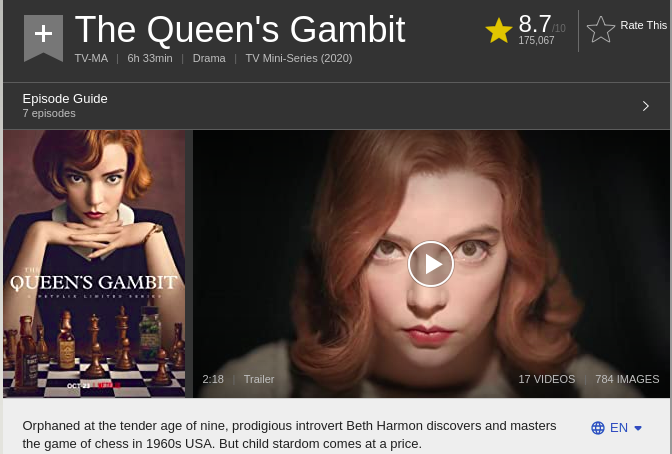 The Queen's Gambit
TV-MA | 6h 33min | Drama | TV Mini-Series (2020)
8.7/10
175,067
Rate This
Episode Guide
7 episodes
THE
QUEEN'S GAMBIT
A NETFLIX LIMITED SERIES
OCT 23
2:18 | Trailer
17 VIDEOS | 784 IMAGES
Orphaned at the tender age of nine, prodigious introvert Beth Harmon discovers and masters
the game of chess in 1960s USA. But child stardom comes at a price.
EN